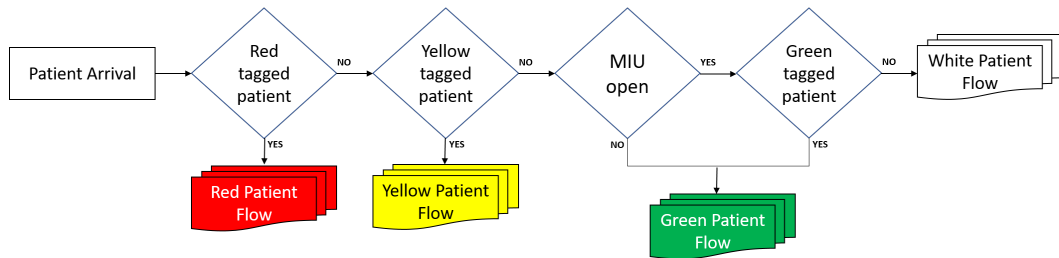 Patient Arrival
Red
tagged
patient
NO
YES
Red Patient
Flow
Yellow
tagged
patient
NO
YES
Yellow Patient
Flow
MIU
open
YES
NO
Green
tagged
patient
NO
YES
Green Patient
Flow
White Patient
Flow